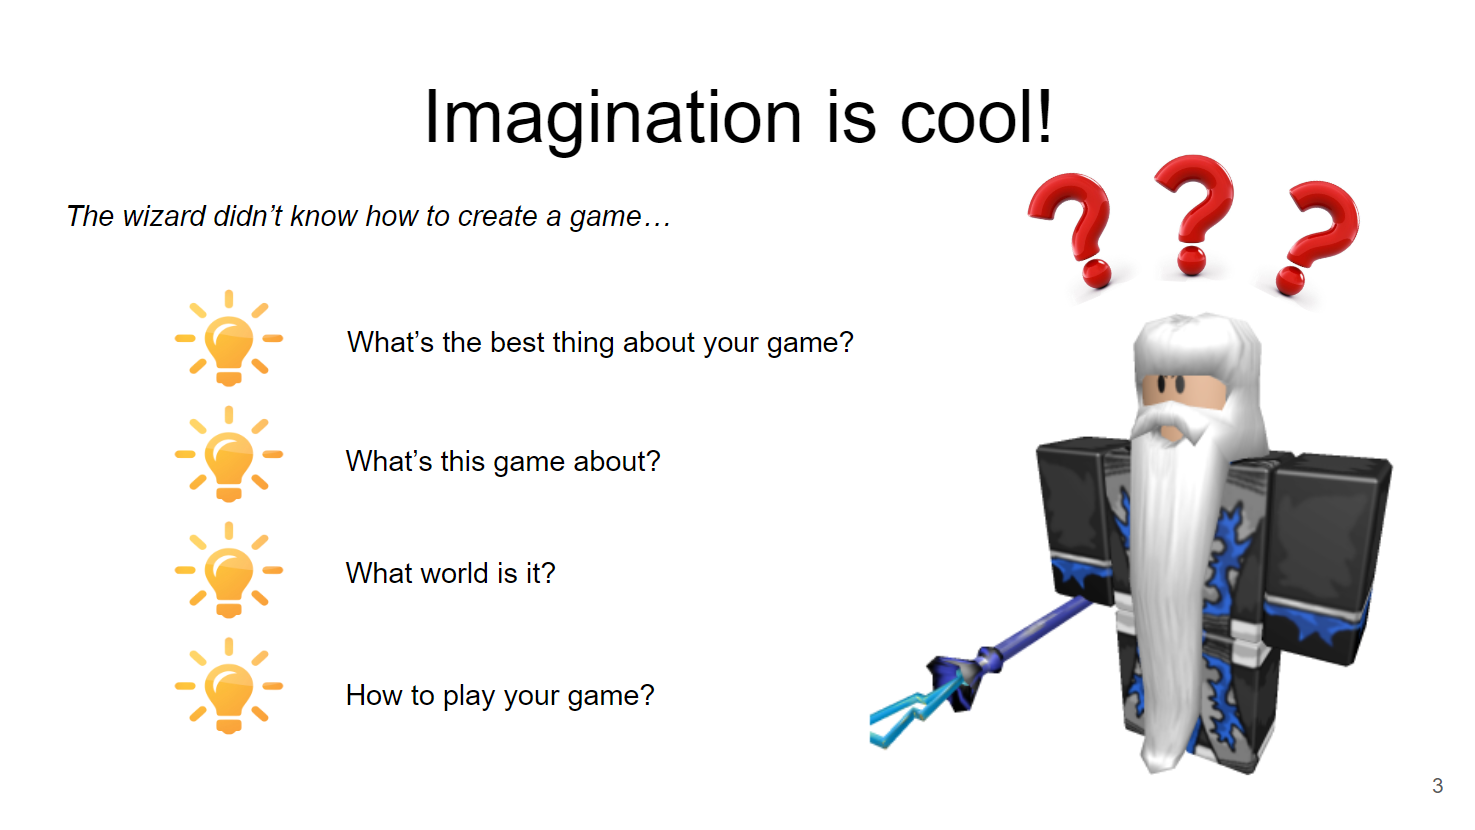 Imagination is cool!
The wizard didn’t know how to create a game…
What’s the best thing about your game?
What’s this game about?
What world is it?
How to play your game?
3